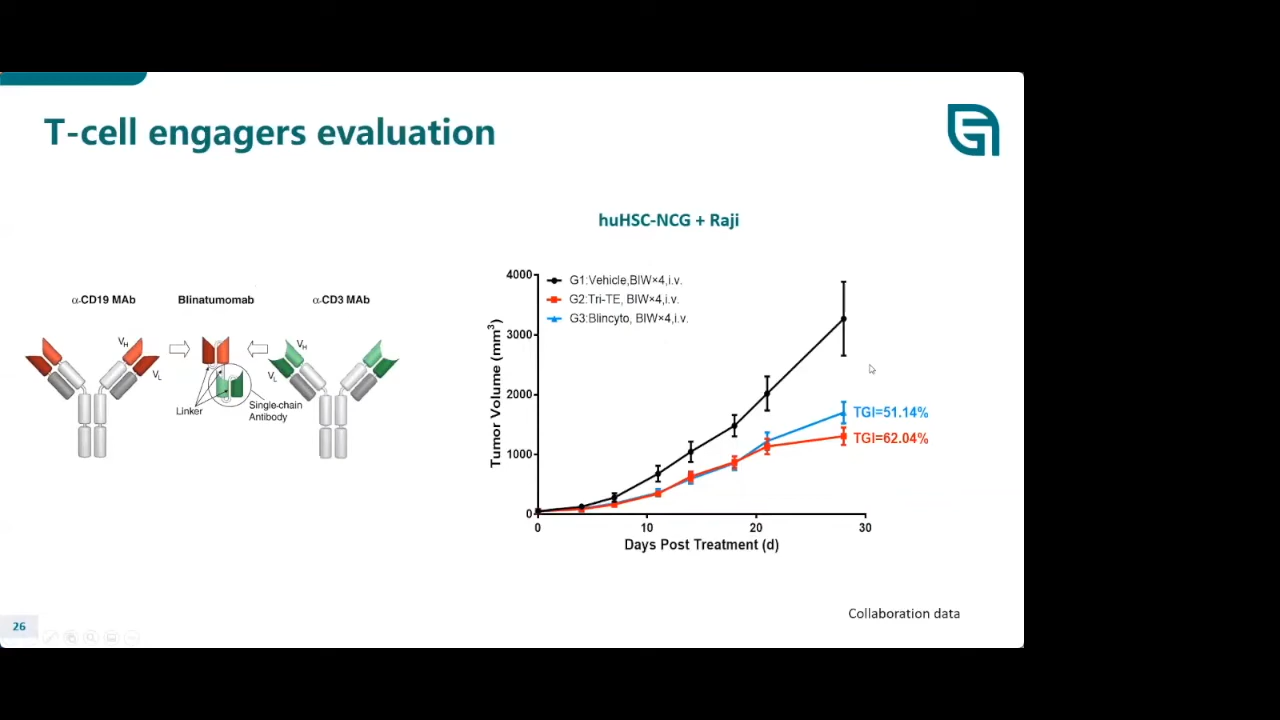 T-cell engagers evaluation
huHSC-NCG + Raji
α-CD19 MAb
Blinatumomab
α-CD3 MAb
VH
VL
VH
VL
Linker
Single-chain
Antibody
Tumor Volume (mm³)
4000
3000
2000
1000
0
G1:Vehicle,BIW×4,i.v.
G2:Tri-TE, BIW×4,i.v.
G3:Blincyto, BIW×4,i.v.
TGI=51.14%
TGI=62.04%
0 10 20 30
Days Post Treatment (d)
Collaboration data
26